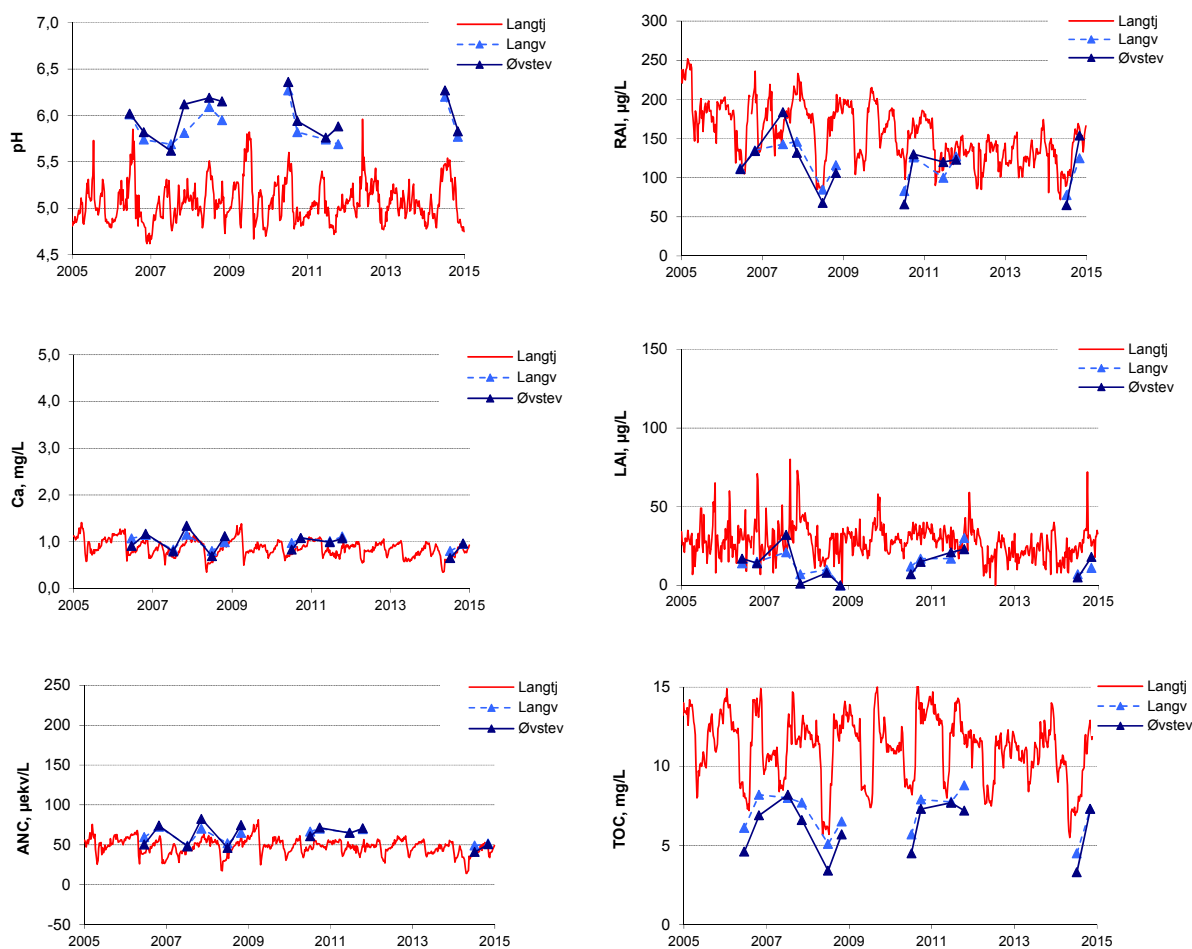 pH
7,0
6,5
6,0
5,5
5,0
4,5
2005
2007
2009
2011
2013
2015
Langtj
Langv
Øvstev
RAl, µg/L
300
250
200
150
100
50
0
2005
2007
2009
2011
2013
2015
Langtj
Langv
Øvstev
Ca, mg/L
5,0
4,0
3,0
2,0
1,0
0,0
2005
2007
2009
2011
2013
2015
Langtj
Langv
Øvstev
LAl, µg/L
150
100
50
0
2005
2007
2009
2011
2013
2015
Langtj
Langv
Øvstev
ANC, µekv/L
250
200
150
100
50
0
-50
2005
2007
2009
2011
2013
2015
Langtj
Langv
Øvstev
TOC, mg/L
15
10
5
0
2005
2007
2009
2011
2013
2015
Langtj
Langv
Øvstev